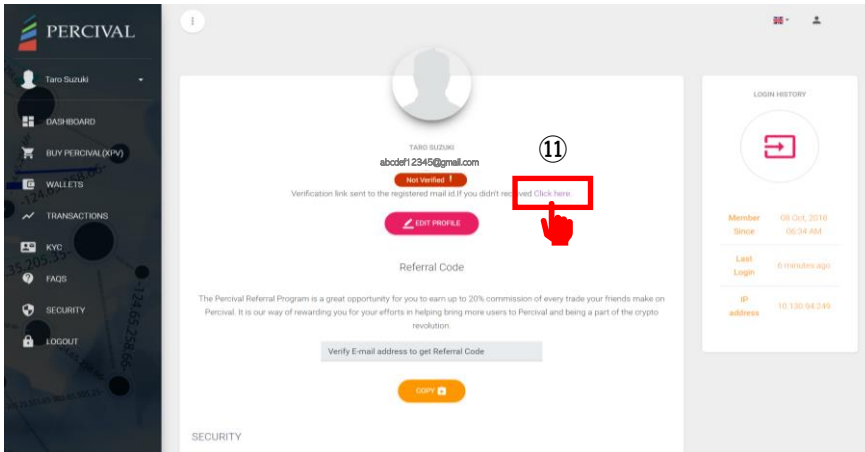 PERCIVAL
Taro Suzuki
DASHBOARD
BUY PERCIVAL(XPV)
WALLETS
TRANSACTIONS
KYC
FAQS
SECURITY
LOGOUT
TARO SUZUKI
abcdef12345@gmail.com
Not Verified !
Verification link sent to the registered mail id.If you didn't received Click here.
⑪
EDIT PROFILE
Referral Code
The Percival Referral Program is a great opportunity for you to earn up to 20% commission of every trade your friends make on
Percival. It is our way of rewarding you for your efforts in helping bring more users to Percival and being a part of the crypto
revolution.
Verify E-mail address to get Referral Code
COPY
SECURITY
LOGIN HISTORY
Member Since
08 Oct, 2018 06:34 AM
Last Login
6 minutes ago
IP address
10.130.64.249